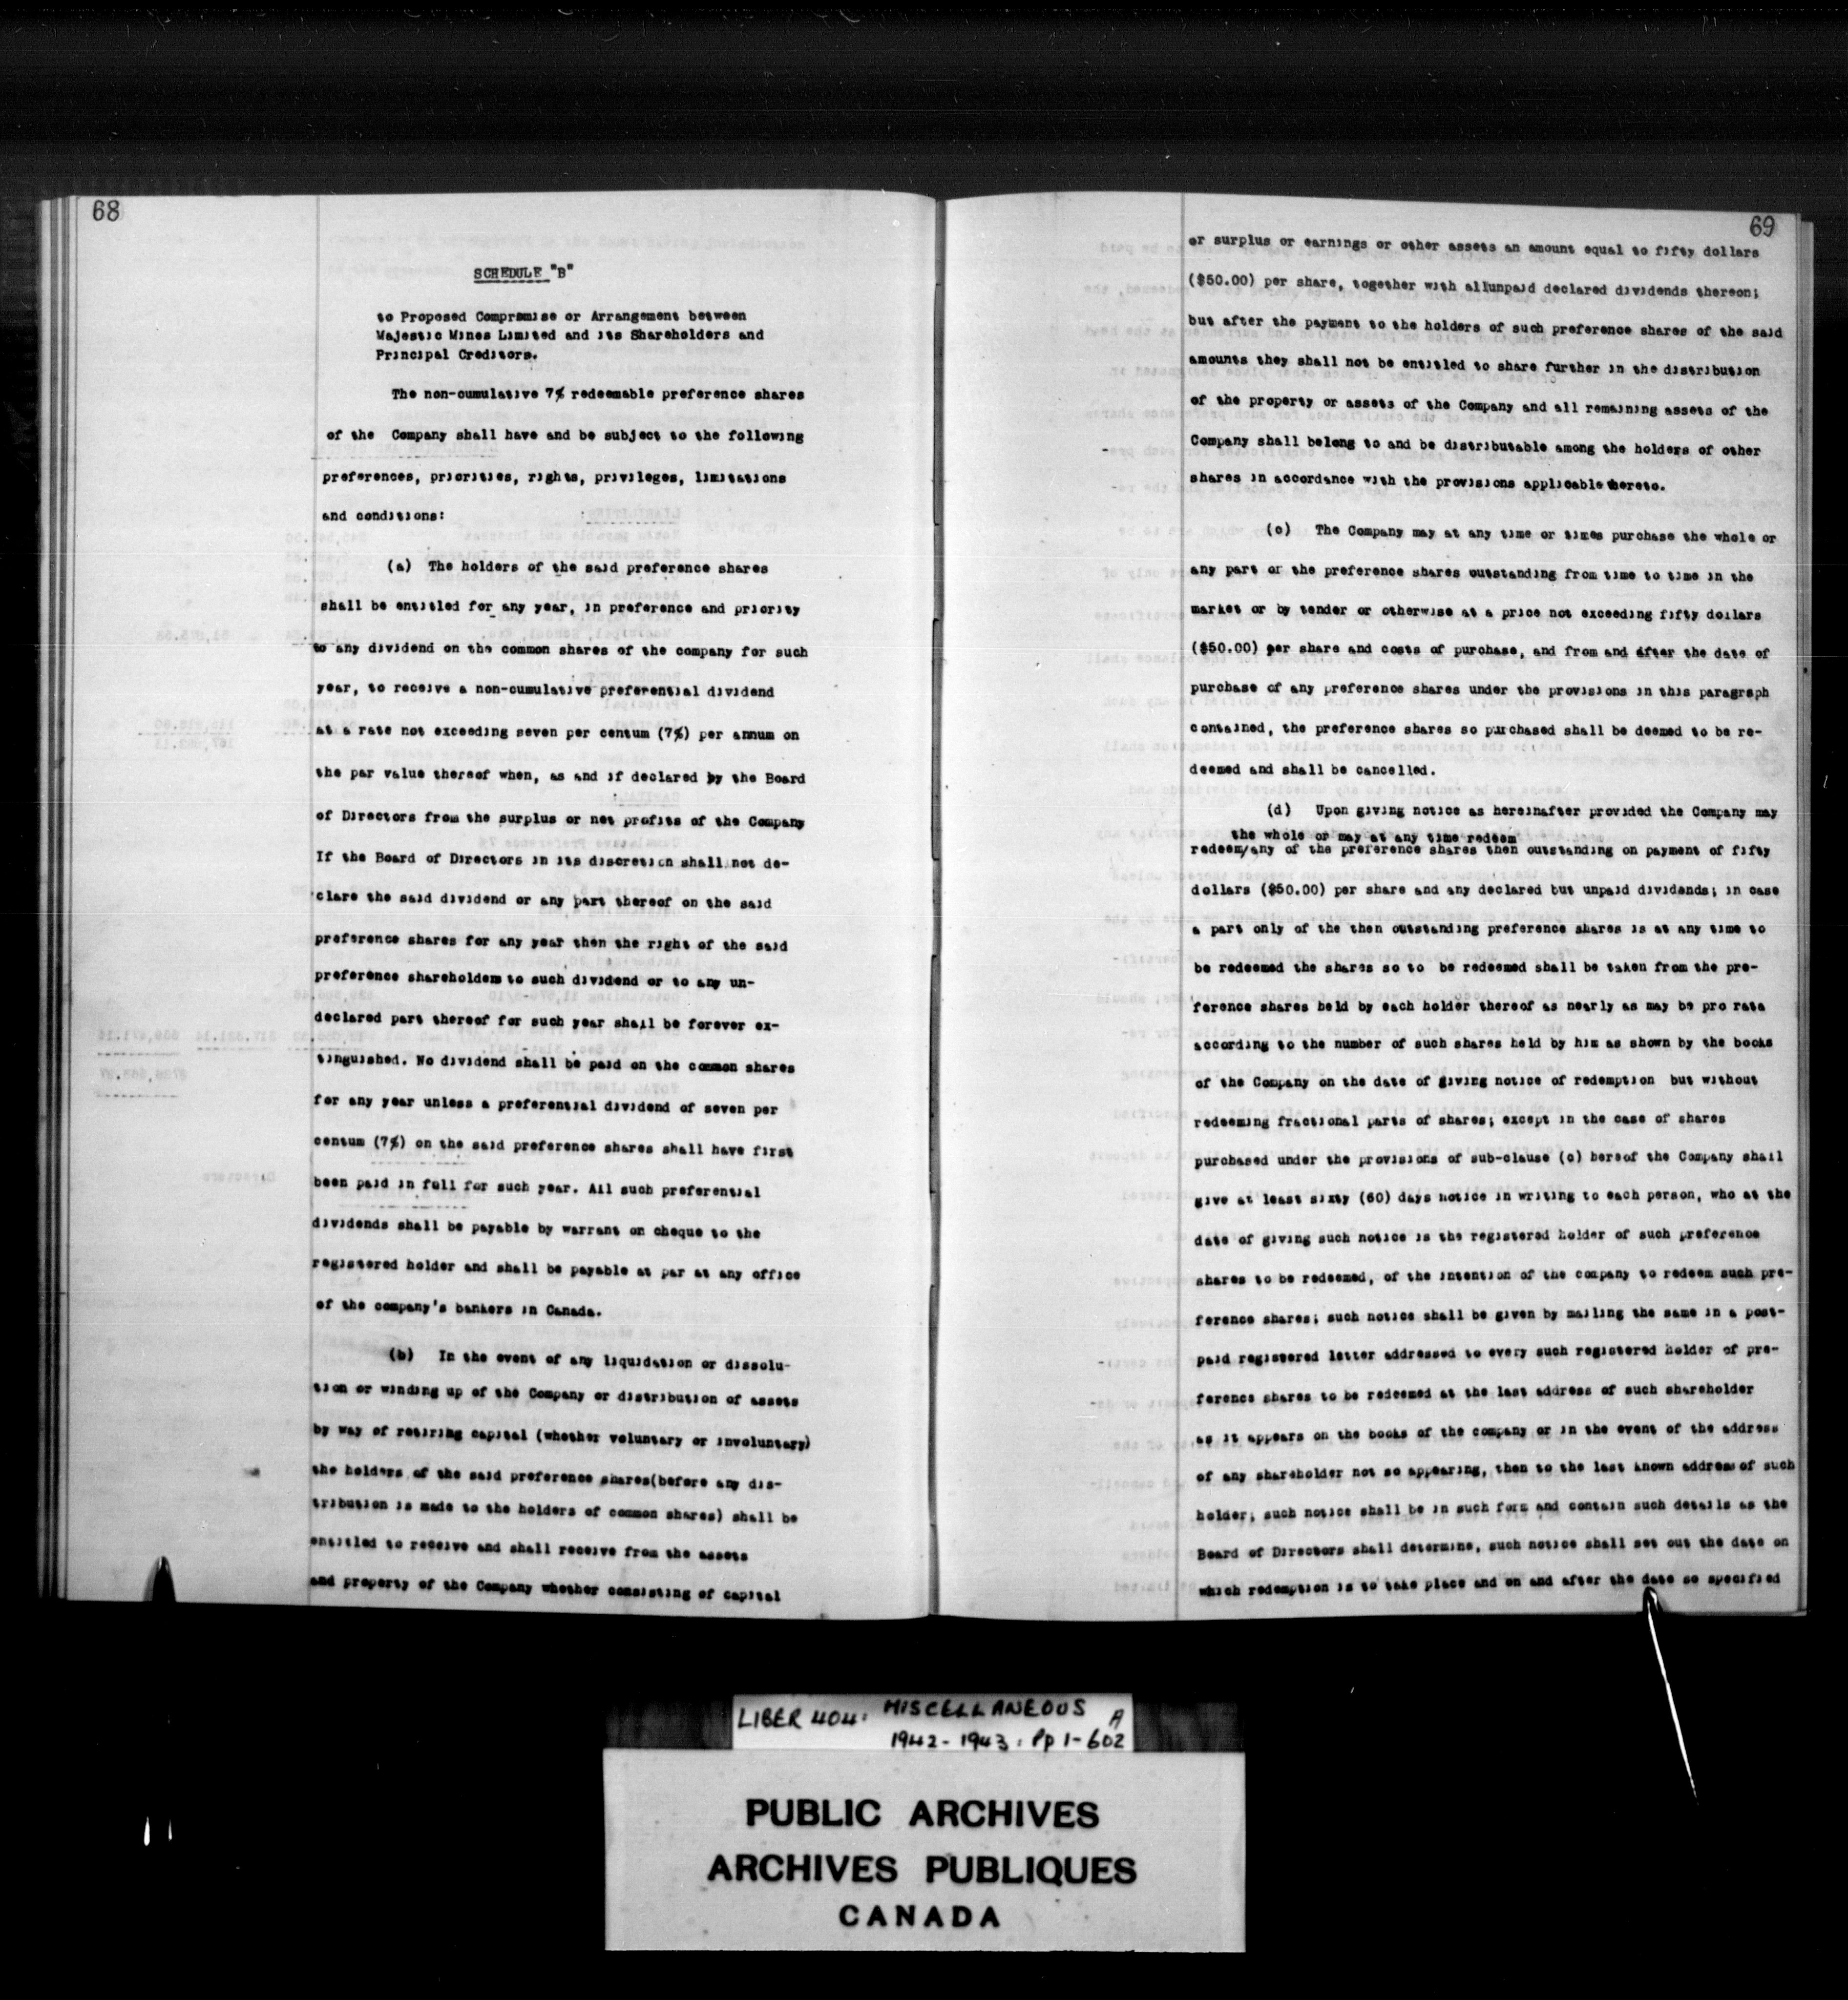 68
SCHEDULE "B"
to Proposed Compromise or Arrangement between
Majestic Mines Limited and its Shareholders and
Principal Creditors.
The non-cumulative 7% redeemable preference shares
of the Company shall have and be subject to the following
preferences, priorities, rights, privileges, limitations
and conditions:
(a) The holders of the said preference shares
shall be entitled for any year, in preference and priority
to any dividend on the common shares of the company for such
year, to receive a non-cumulative preferential dividend
at a rate not exceeding seven per centum (7%) per annum on
the par value thereof when, as and if declared by the Board
of Directors from the surplus or net profits of the Company
If the Board of Directors in its discretion shall not de-
clare the said dividend or any part thereof on the said
preference shares for any year then the right of the said
preference shareholders to such dividend or to any un-
declared part thereof for such year shall be forever ex-
tinguished. No dividend shall be paid on the common shares
for any year unless a preferential dividend of seven per
centum (7%) on the said preference shares shall have first
been paid in full for such year. All such preferential
dividends shall be payable by warrant on cheque to the
registered holder and shall be payable at par at any office
of the company's bankers in Canada.
(b) In the event of any liquidation or dissolu-
tion or winding up of the Company or distribution of assets
by way of retiring capital (whether voluntary or involuntary)
the holders of the said preference shares(before any dis-
tribution is made to the holders of common shares) shall be
entitled to receive and shall receive from the assets
and property of the Company whether consisting of capital
69
or surplus or earnings or other assets an amount equal to fifty dollars
($50.00) per share, together with allunpaid declared dividends thereon;
but after the payment to the holders of such preference shares of the said
amounts they shall not be entitled to share further in the distribution
of the property or assets of the Company and all remaining assets of the
Company shall belong to and be distributable among the holders of other
shares in accordance with the provisions applicable thereto.
(c) The Company may at any time or times purchase the whole or
any part or the preference shares outstanding from time to time in the
market or by tender or otherwise at a price not exceeding fifty dollars
($50.00) per share and costs of purchase, and from and after the date of
purchase of any preference shares under the provisions in this paragraph
contained, the preference shares so purchased shall be deemed to be re-
deemed and shall be cancelled.
(d) Upon giving notice as hereinafter provided the Company may
the whole or may at any time redeem
redeem/any of the preference shares then outstanding on payment of fifty
dollars ($50.00) per share and any declared but unpaid dividends; in case
a part only of the then outstanding preference shares is at any time to
be redeemed the shares so to be redeemed shall be taken from the pre-
ference shares held by each holder thereof as nearly as may be pro rata
according to the number of such shares held by him as shown by the books
of the Company on the date of giving notice of redemption but without
redeeming fractional parts of shares; except in the case of shares
purchased under the provisions of sub-clause (c) hereof the Company shall
give at least sixty (60) days notice in writing to each person, who at the
date of giving such notice is the registered holder of such preference
shares to be redeemed, of the intention of the company to redeem such pre-
ference shares; such notice shall be given by mailing the same in a post-
paid registered letter addressed to every such registered holder of pre-
ference shares to be redeemed at the last address of such shareholder
as it appears on the books of the company or in the event of the address
of any shareholder not so appearing, then to the last known address of such
holder; such notice shall be in such form and contain such details as the
Board of Directors shall determine, such notice shall set out the date on
which redemption is to take place and on and after the date so specified
LIBER 404: MISCELLANEOUS A
1942-1943: Pp 1-602
PUBLIC ARCHIVES
ARCHIVES PUBLIQUES
CANADA